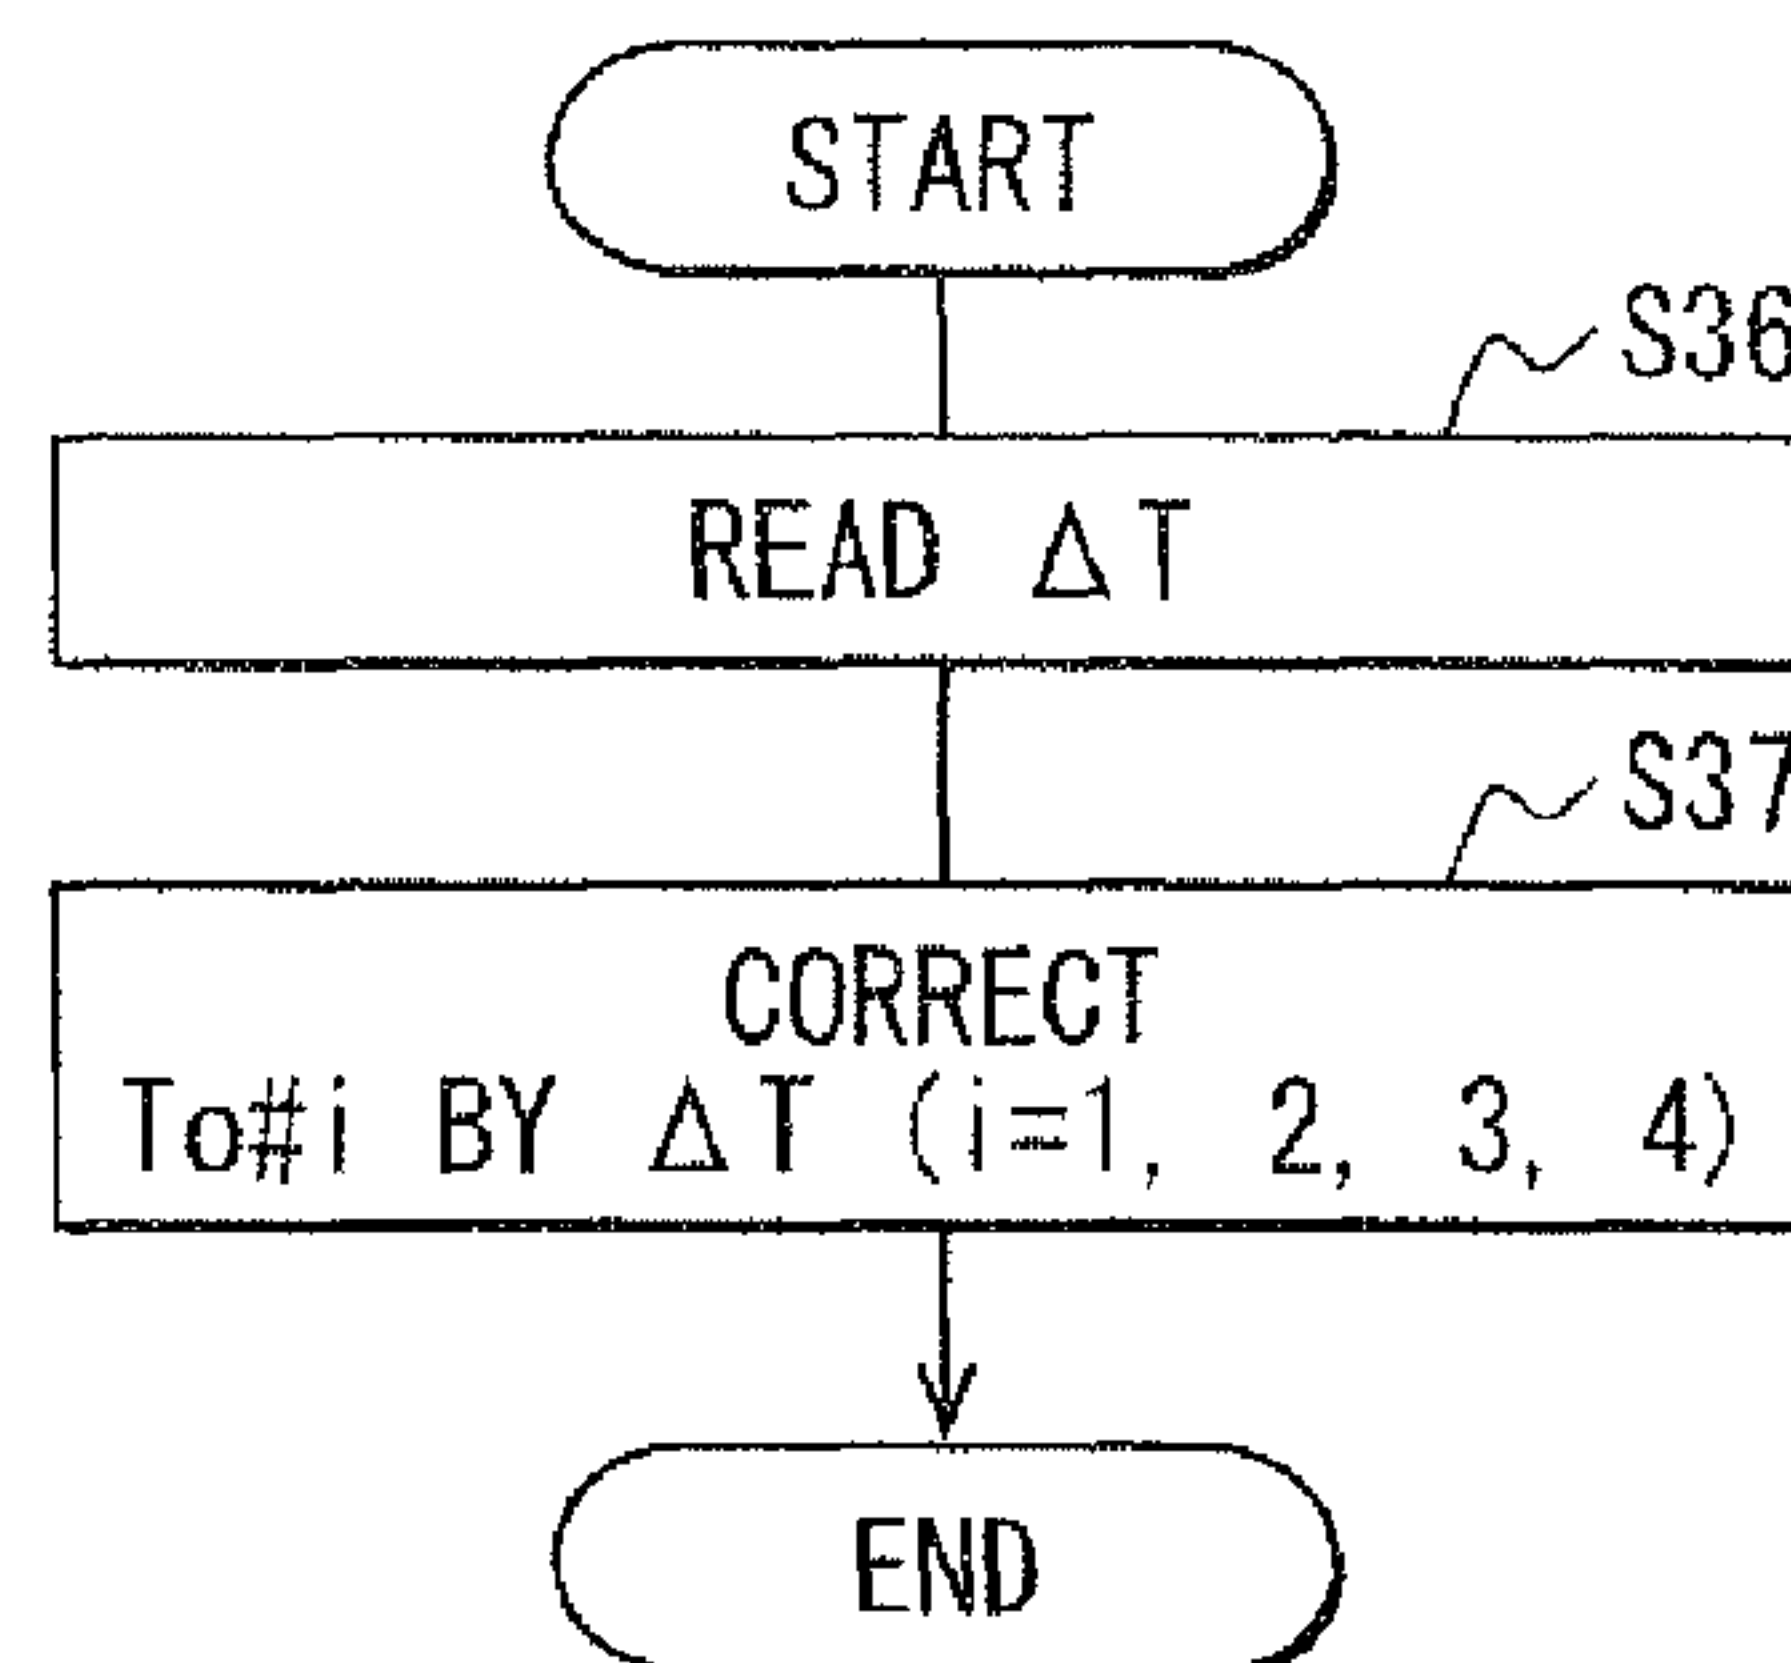 START
S36
READ ΔT
S37
CORRECT
To#i BY ΔT (i=1, 2, 3, 4)
END